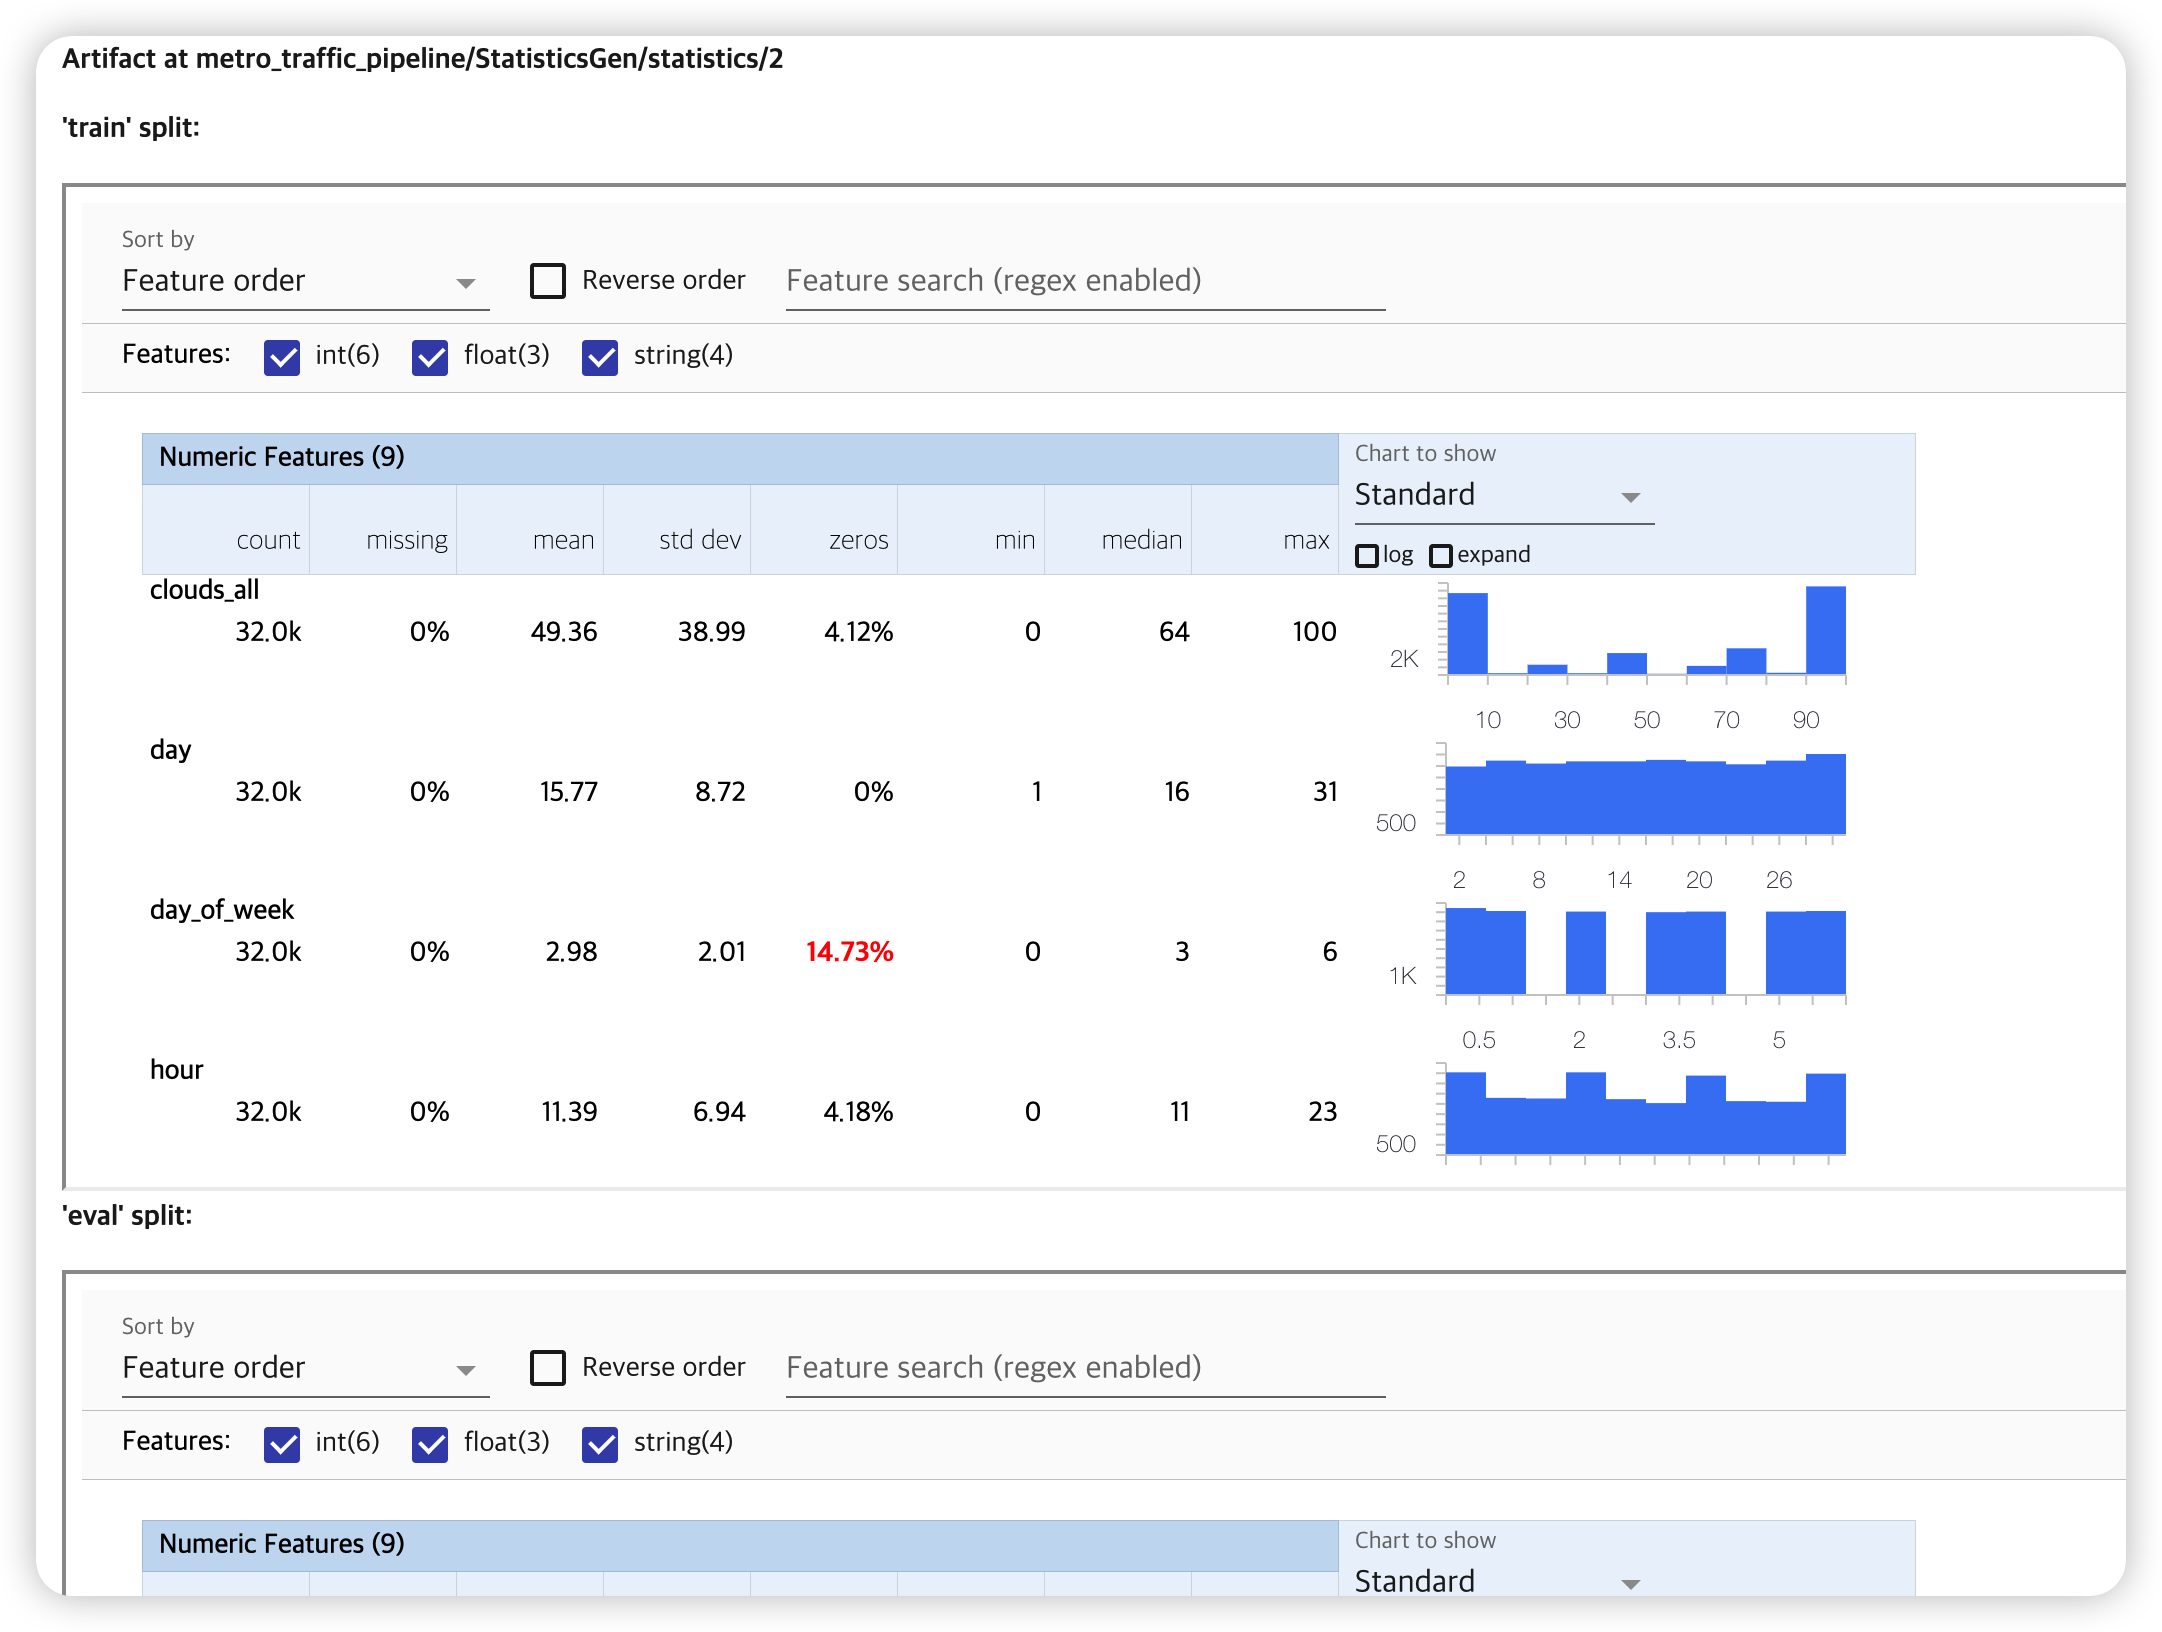 Artifact at metro_traffic_pipeline/StatisticsGen/statistics/2
'train' split:
Sort by
Feature order
Reverse order
Feature search (regex enabled)
Features: int(6) float(3) string(4)
Numeric Features (9)
Chart to show
Standard
count missing mean std dev zeros min median max
log expand
clouds_all
32.0k 0% 49.36 38.99 4.12% 0 64 100
2K
10 30 50 70 90
day
32.0k 0% 15.77 8.72 0% 1 16 31
500
2 8 14 20 26
day_of_week
32.0k 0% 2.98 2.01 14.73% 0 3 6
1K
0.5 2 3.5 5
hour
32.0k 0% 11.39 6.94 4.18% 0 11 23
500
'eval' split:
Sort by
Feature order
Reverse order
Feature search (regex enabled)
Features: int(6) float(3) string(4)
Numeric Features (9)
Chart to show
Standard